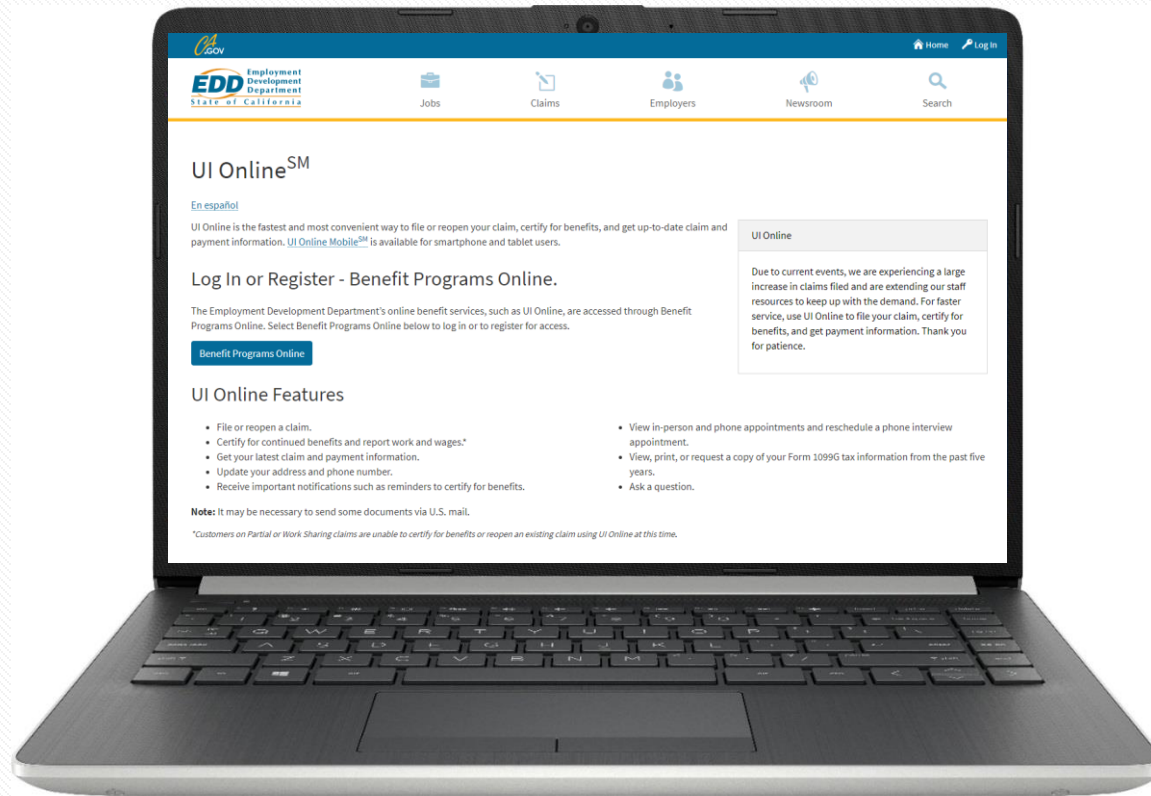 CA.GOV
Home
Log In
EDD
Employment
Development
Department
State of California
Jobs
Claims
Employers
Newsroom
Search
UI OnlineSM
En español
UI Online is the fastest and most convenient way to file or reopen your claim, certify for benefits, and get up-to-date claim and
payment information. UI Online MobileSM is available for smartphone and tablet users.
Log In or Register - Benefit Programs Online.
The Employment Development Department's online benefit services, such as UI Online, are accessed through Benefit
Programs Online. Select Benefit Programs Online below to log in or to register for access.
Benefit Programs Online
UI Online
Due to current events, we are experiencing a large
increase in claims filed and are extending our staff
resources to keep up with the demand. For faster
service, use UI Online to file your claim, certify for
benefits, and get payment information. Thank you
for patience.
UI Online Features
• File or reopen a claim.
• Certify for continued benefits and report work and wages.*
• Get your latest claim and payment information.
• Update your address and phone number.
• Receive important notifications such as reminders to certify for benefits.
• View in-person and phone appointments and reschedule a phone interview
appointment.
• View, print, or request a copy of your Form 1099G tax information from the past five
years.
• Ask a question.
Note: It may be necessary to send some documents via U.S. mail.
*Customers on Partial or Work Sharing claims are unable to certify for benefits or reopen an existing claim using UI Online at this time.